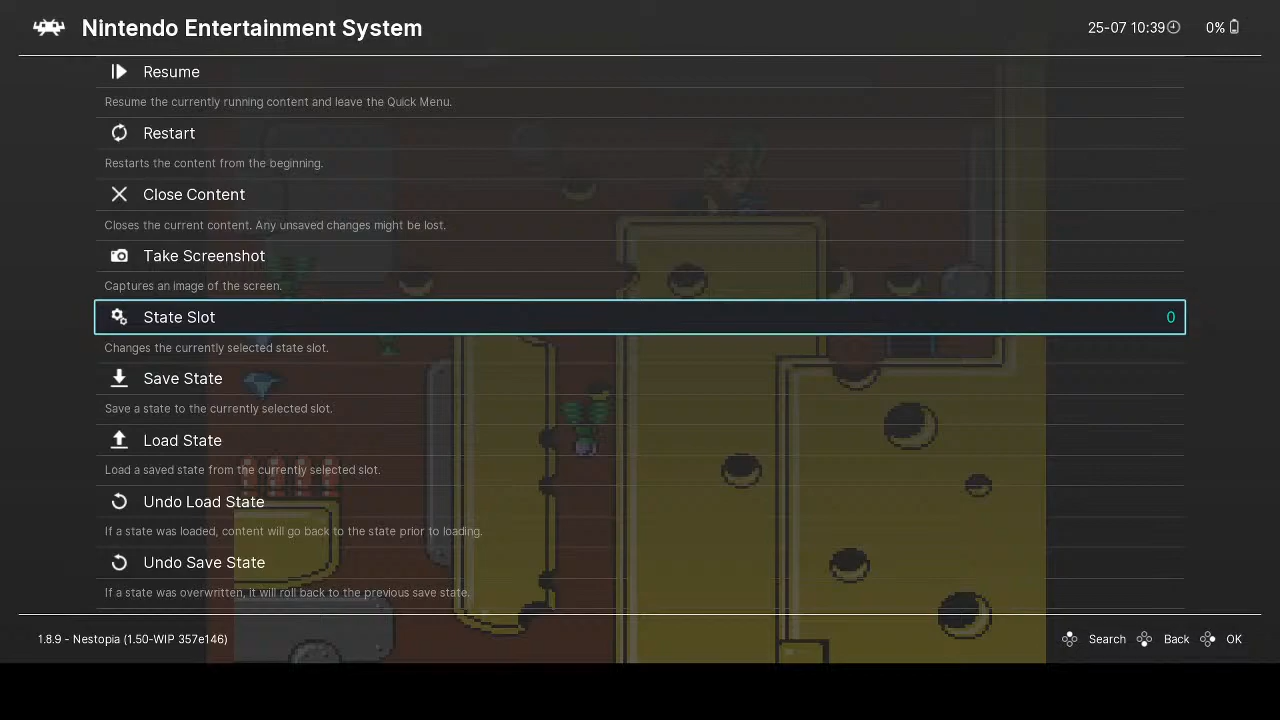 Nintendo Entertainment System
25-07 10:39
0%
Resume
Resume the currently running content and leave the Quick Menu.
Restart
Restarts the content from the beginning.
Close Content
Closes the current content. Any unsaved changes might be lost.
Take Screenshot
Captures an image of the screen.
State Slot 0
Changes the currently selected state slot.
Save State
Save a state to the currently selected slot.
Load State
Load a saved state from the currently selected slot.
Undo Load State
If a state was loaded, content will go back to the state prior to loading.
Undo Save State
If a state was overwritten, it will roll back to the previous save state.
1.8.9 - Nestopia (1.50-WIP 357e146)
Search Back OK